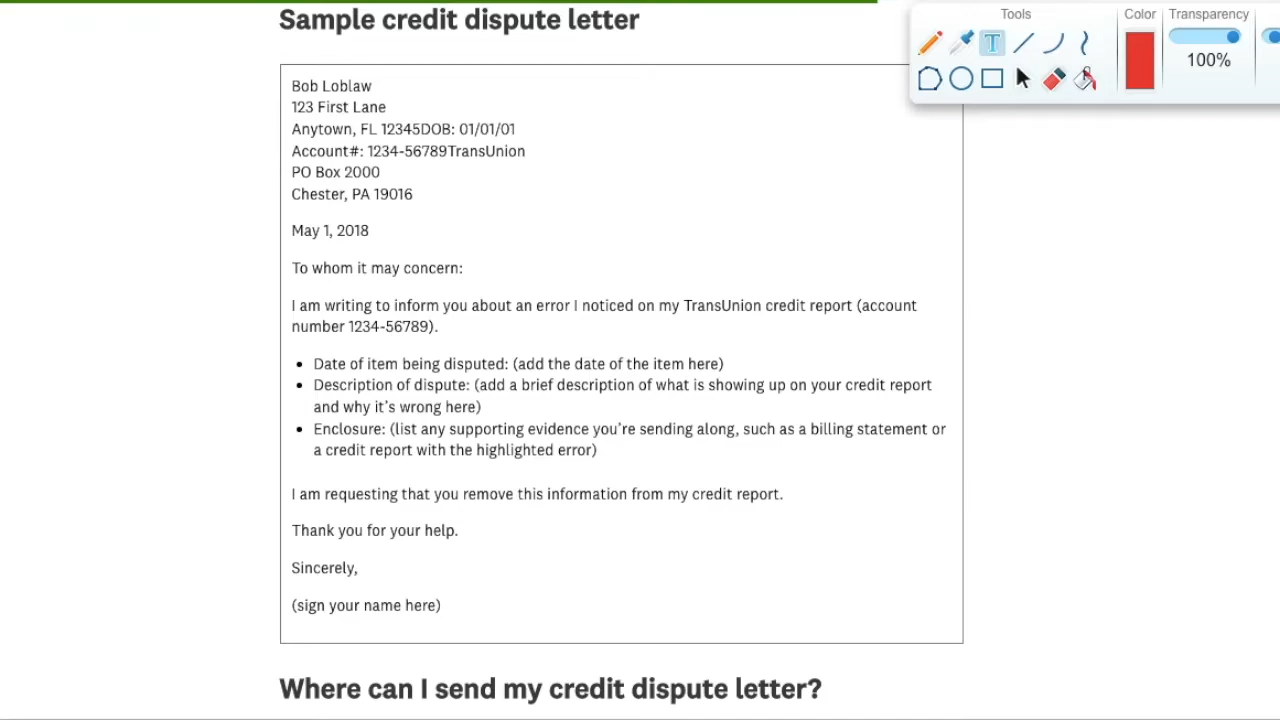 Sample credit dispute letter
Tools
Color
Transparency
T
100%
Bob Loblaw
123 First Lane
Anytown, FL 12345DOB: 01/01/01
Account#: 1234-56789TransUnion
PO Box 2000
Chester, PA 19016
May 1, 2018
To whom it may concern:
I am writing to inform you about an error I noticed on my TransUnion credit report (account
number 1234-56789).
• Date of item being disputed: (add the date of the item here)
• Description of dispute: (add a brief description of what is showing up on your credit report
and why it's wrong here)
• Enclosure: (list any supporting evidence you're sending along, such as a billing statement or
a credit report with the highlighted error)
I am requesting that you remove this information from my credit report.
Thank you for your help.
Sincerely,
(sign your name here)
Where can I send my credit dispute letter?